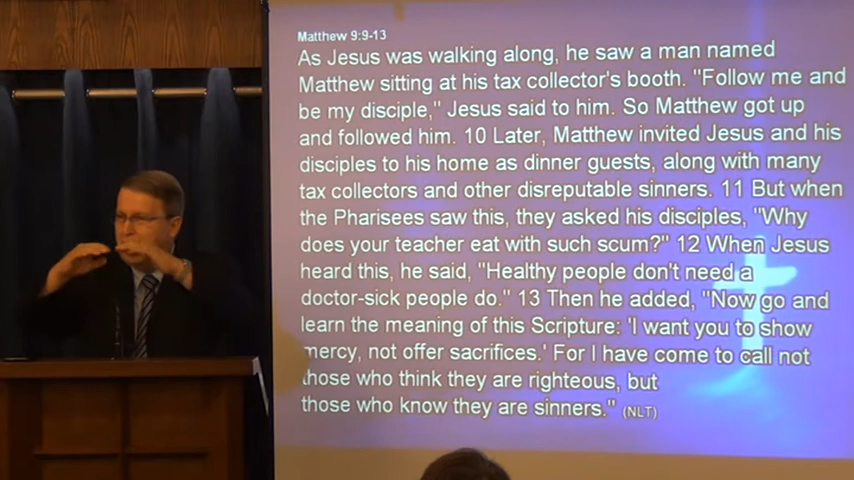 Matthew 9:9-13
As Jesus was walking along, he saw a man named
Matthew sitting at his tax collector's booth. "Follow me and
be my disciple," Jesus said to him. So Matthew got up
and followed him. 10 Later, Matthew invited Jesus and his
disciples to his home as dinner guests, along with many
tax collectors and other disreputable sinners. 11 But when
the Pharisees saw this, they asked his disciples, "Why
does your teacher eat with such scum?" 12 When Jesus
heard this, he said, "Healthy people don't need a
doctor-sick people do." 13 Then he added, "Now go and
learn the meaning of this Scripture: 'I want you to show
mercy, not offer sacrifices.' For I have come to call not
those who think they are righteous, but
those who know they are sinners." (NLT)